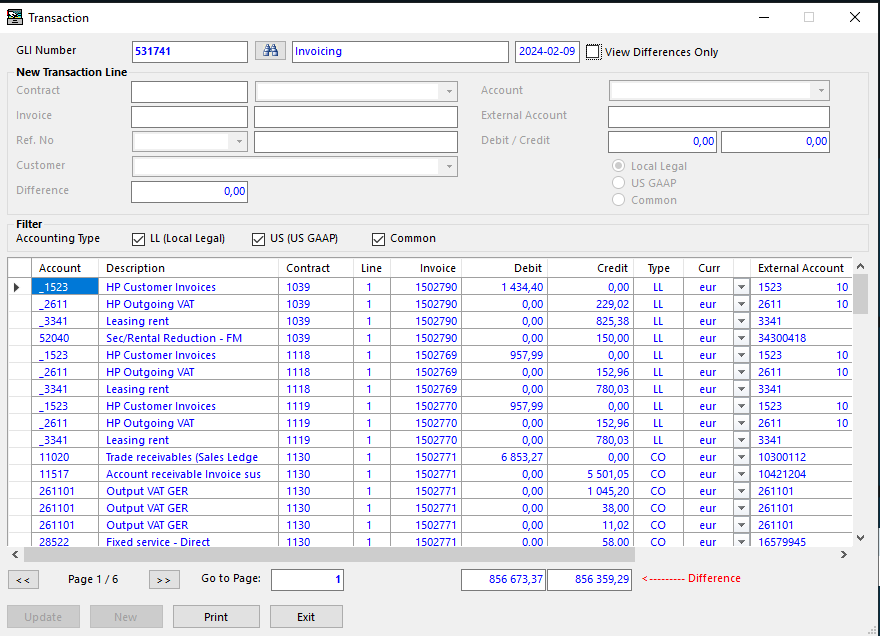 Transaction
GLI Number 531741 Invoicing 2024-02-09 View Differences Only
New Transaction Line
Contract Account
Invoice External Account
Ref. No Debit / Credit 0,00 0,00
Customer Local Legal
Difference 0,00 US GAAP
Common
Filter
Accounting Type LL (Local Legal) US (US GAAP) Common
Account Description Contract Line Invoice Debit Credit Type Curr External Account
_1523 HP Customer Invoices 1039 1 1502790 1 434,40 0,00 LL eur 1523 10
_2611 HP Outgoing VAT 1039 1 1502790 0,00 229,02 LL eur 2611 10
_3341 Leasing rent 1039 1 1502790 0,00 825,38 LL eur 3341
52040 Sec/Rental Reduction - FM 1039 1 1502790 0,00 150,00 LL eur 34300418
_1523 HP Customer Invoices 1118 1 1502769 957,99 0,00 LL eur 1523 10
_2611 HP Outgoing VAT 1118 1 1502769 0,00 152,96 LL eur 2611 10
_3341 Leasing rent 1118 1 1502769 0,00 780,03 LL eur 3341
_1523 HP Customer Invoices 1119 1 1502770 957,99 0,00 LL eur 1523 10
_2611 HP Outgoing VAT 1119 1 1502770 0,00 152,96 LL eur 2611 10
_3341 Leasing rent 1119 1 1502770 0,00 780,03 LL eur 3341
11020 Trade receivables (Sales Ledge 1130 1 1502771 6 853,27 0,00 CO eur 10300112
11517 Account receivable Invoice sus 1130 1 1502771 0,00 5 501,05 CO eur 10421204
261101 Output VAT GER 1130 1 1502771 0,00 1 045,20 CO eur 261101
261101 Output VAT GER 1130 1 1502771 0,00 38,00 CO eur 261101
261101 Output VAT GER 1130 1 1502771 0,00 11,02 CO eur 261101
28522 Fixed service - Direct 1130 1 1502771 0,00 58,00 CO eur 16579945
<< Page 1 / 6 >> Go to Page: 1 856 673,37 856 359,29 <--------- Difference
Update New Print Exit